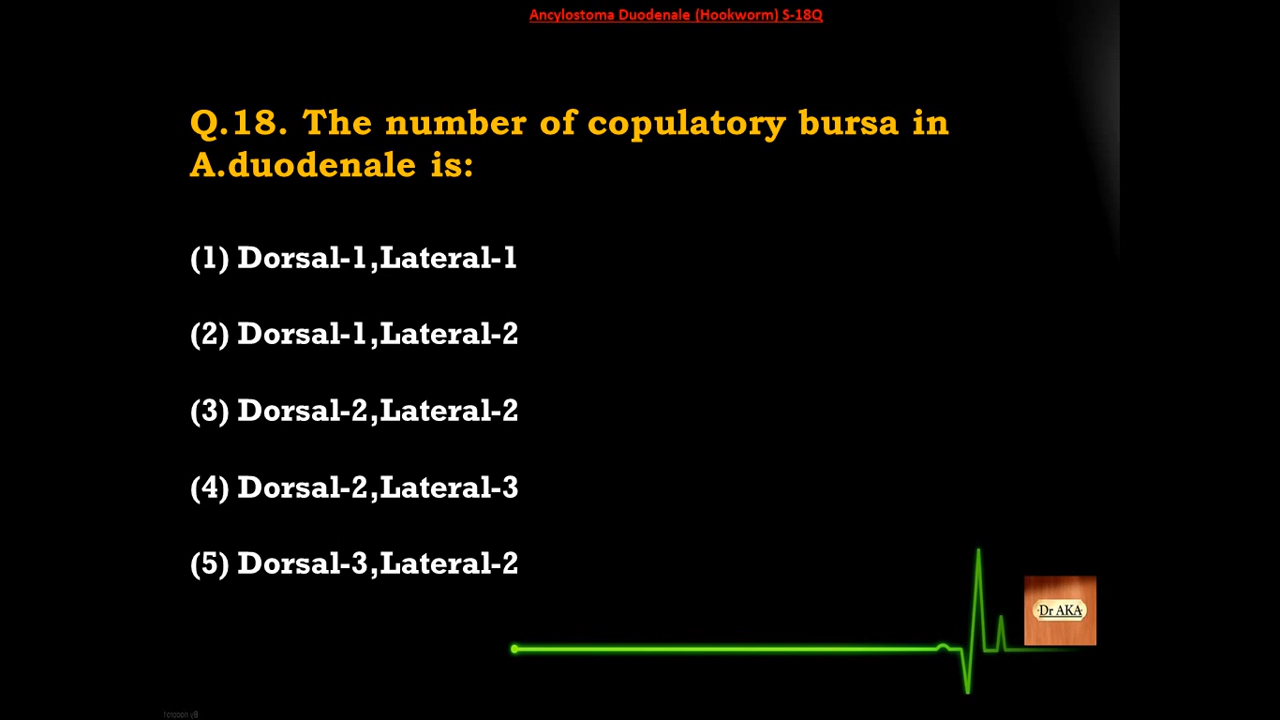 Ancylostoma Duodenale (Hookworm) S-18Q
Q.18. The number of copulatory bursa in
A.duodenale is:
(1) Dorsal-1,Lateral-1
(2) Dorsal-1,Lateral-2
(3) Dorsal-2,Lateral-2
(4) Dorsal-2,Lateral-3
(5) Dorsal-3,Lateral-2
Dr AKA